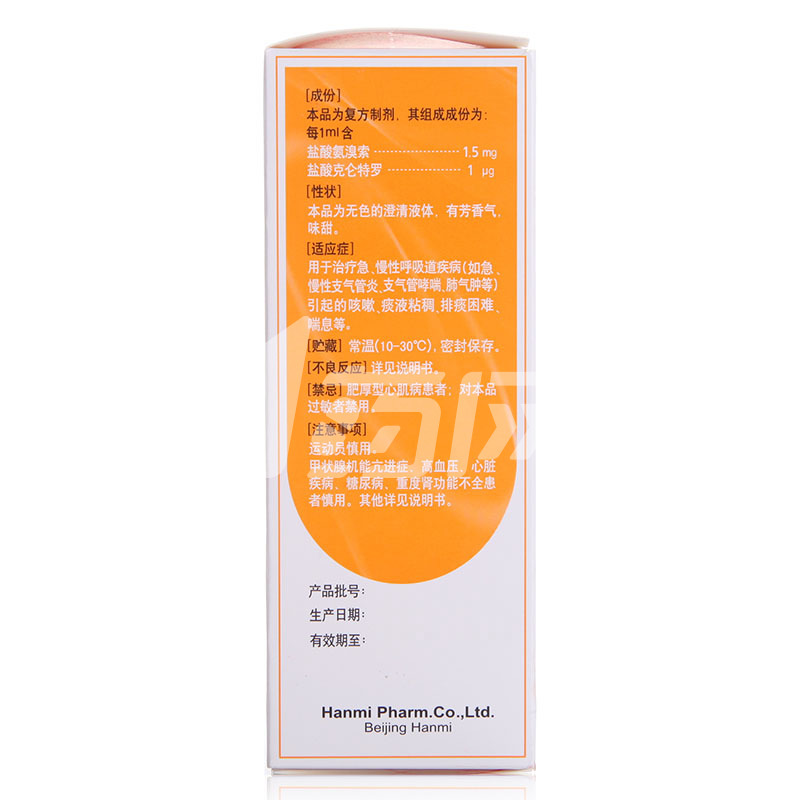 [成份]
本品为复方制剂，其组成成份为：
每1ml含
盐酸氨溴索 ······················ 1.5 mg
盐酸克仑特罗 ··················· 1 μg
[性状]
本品为无色的澄清液体，有芳香气，
味甜。
[适应症]
用于治疗急、慢性呼吸道疾病(如急、
慢性支气管炎、支气管哮喘、肺气肿等)
引起的咳嗽、痰液粘稠、排痰困难、
喘息等。
[贮藏] 常温(10-30℃)，密封保存。
[不良反应] 详见说明书。
[禁忌] 肥厚型心肌病患者；对本品
过敏者禁用。
[注意事项]
运动员慎用。
甲状腺机能亢进症、高血压、心脏
疾病、糖尿病、重度肾功能不全患
者慎用。其他详见说明书。
产品批号：
生产日期：
有效期至：
Hanmi Pharm.Co.,Ltd.
Beijing Hanmi
1药网